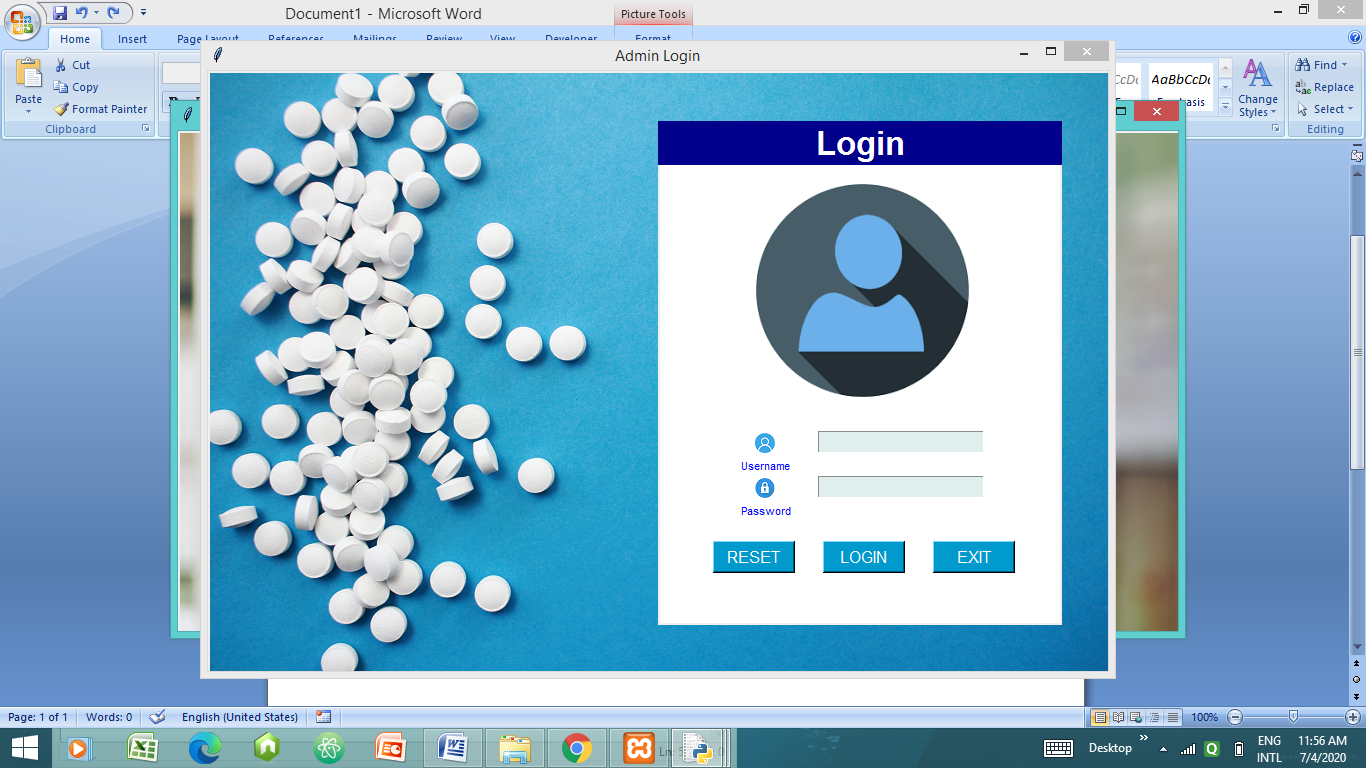 Document1 - Microsoft Word
Picture Tools
Home Insert Page Layout References Mailings Review View Developer Format
Admin Login
Paste
Cut
Copy
Format Painter
Clipboard
AaBbCcDc
Change
Styles
Find
Replace
Select
Editing
Login
Username
Password
RESET LOGIN EXIT
Page: 1 of 1 Words: 0 English (United States) 100%
Desktop
ENG
INTL
11:56 AM
7/4/2020